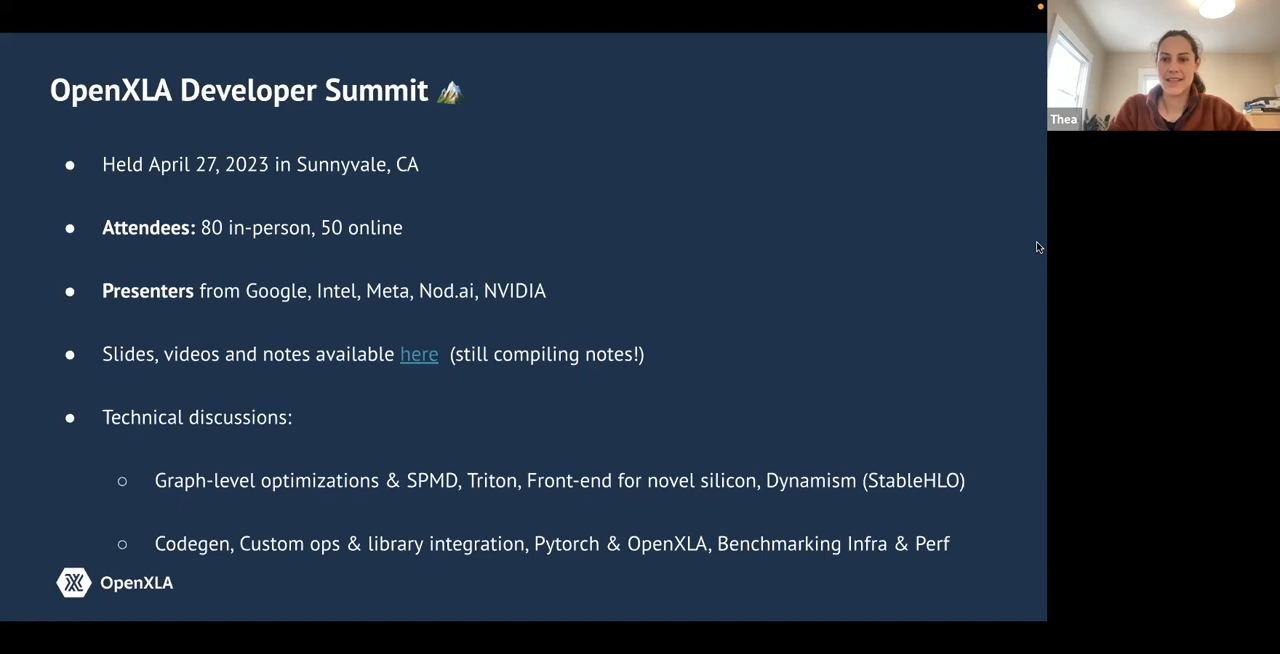 OpenXLA Developer Summit
Thea
Held April 27, 2023 in Sunnyvale, CA
Attendees: 80 in-person, 50 online
Presenters from Google, Intel, Meta, Nod.ai, NVIDIA
Slides, videos and notes available here (still compiling notes!)
Technical discussions:
Graph-level optimizations & SPMD, Triton, Front-end for novel silicon, Dynamism (StableHLO)
Codegen, Custom ops & library integration, Pytorch & OpenXLA, Benchmarking Infra & Perf
OpenXLA